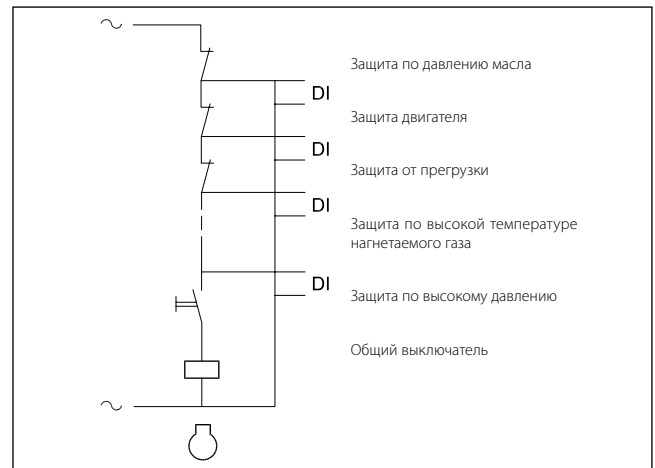 Защита по давлению масла
DI
Защита двигателя
DI
Защита от прегрузки
DI
Защита по высокой температуре
нагнетаемого газа
DI
Защита по высокому давлению
Общий выключатель